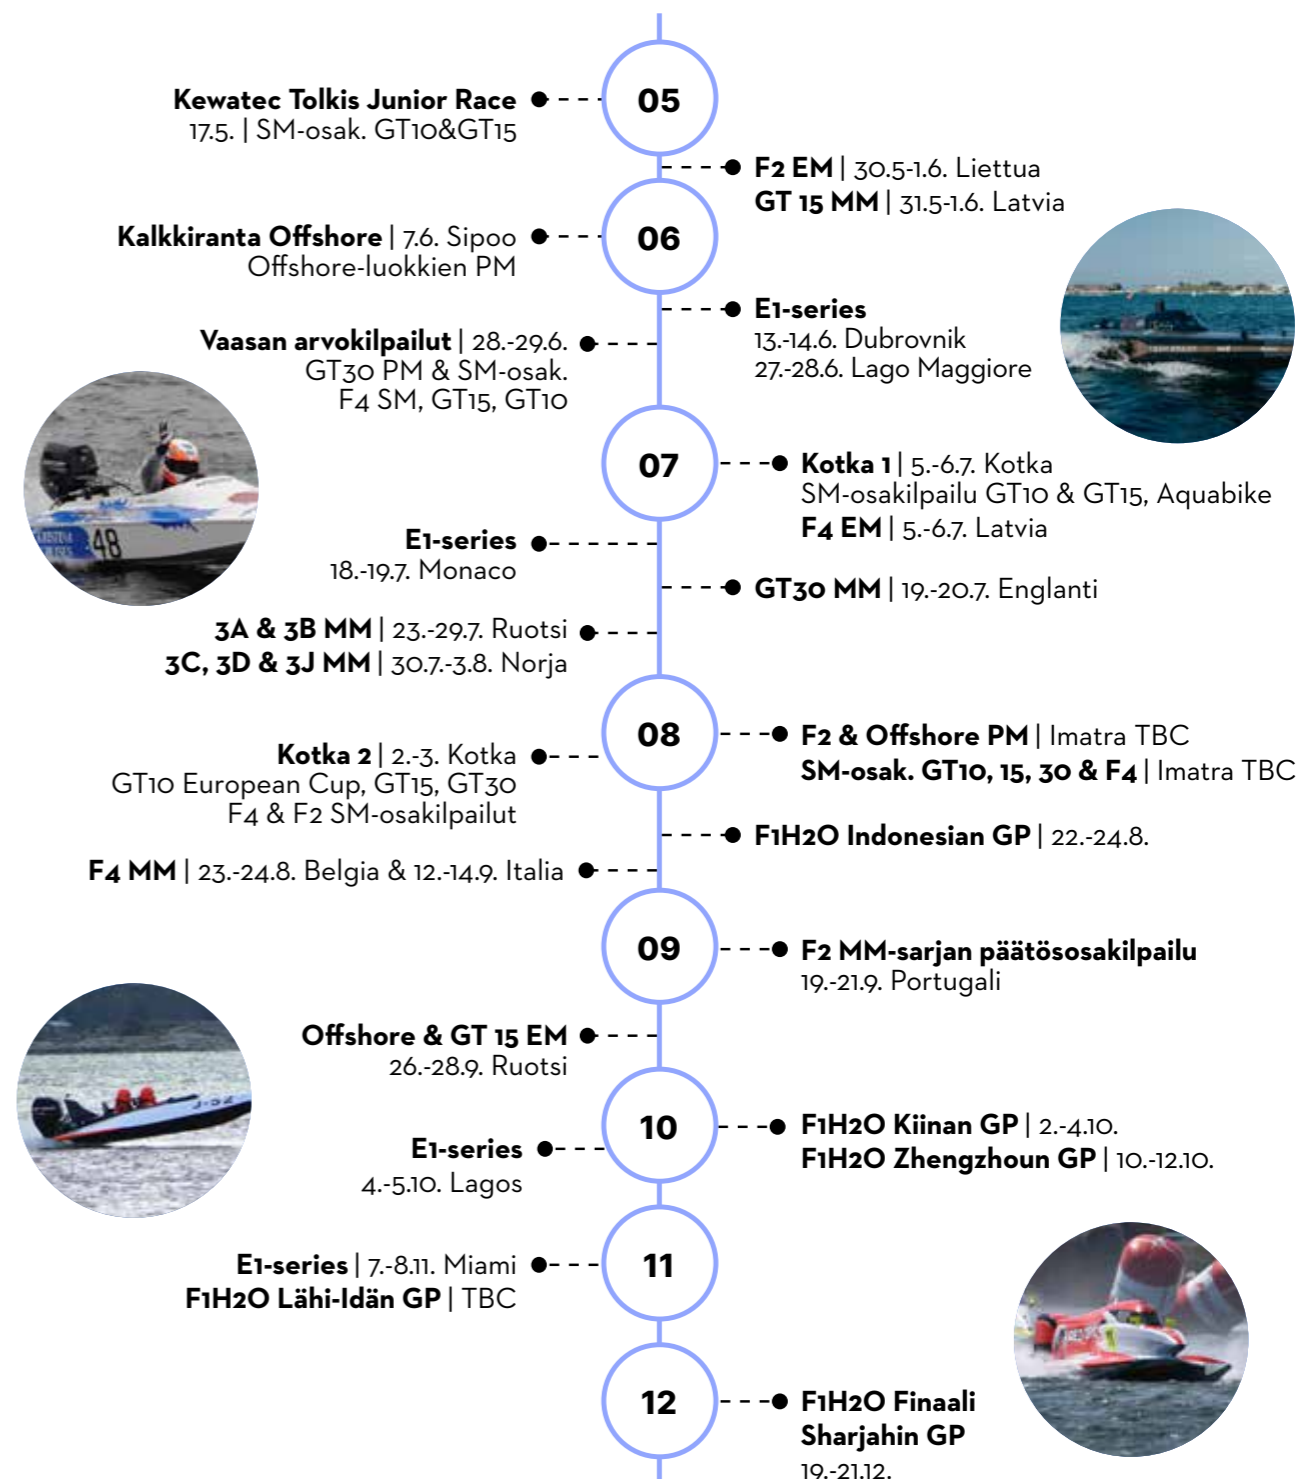 05
Kewatec Tolkis Junior Race
17.5. | SM-osak. GT10&GT15
F2 EM | 30.5-1.6. Liettua
GT 15 MM | 31.5-1.6. Latvia
06
Kalkkiranta Offshore | 7.6. Sipoo
Offshore-luokkien PM
E1-series
13.-14.6. Dubrovnik
27.-28.6. Lago Maggiore
Vaasan arvokilpailut | 28.-29.6.
GT30 PM & SM-osak.
F4 SM, GT15, GT10
07
Kotka 1 | 5.-6.7. Kotka
SM-osakilpailu GT10 & GT15, Aquabike
F4 EM | 5.-6.7. Latvia
48
E1-series
18.-19.7. Monaco
GT30 MM | 19.-20.7. Englanti
3A & 3B MM | 23.-29.7. Ruotsi
3C, 3D & 3J MM | 30.7.-3.8. Norja
08
F2 & Offshore PM | Imatra TBC
SM-osak. GT10, 15, 30 & F4 | Imatra TBC
Kotka 2 | 2.-3. Kotka
GT10 European Cup, GT15, GT30
F4 & F2 SM-osakilpailut
F1H2O Indonesian GP | 22.-24.8.
F4 MM | 23.-24.8. Belgia & 12.-14.9. Italia
09
F2 MM-sarjan päätösosakilpailu
19.-21.9. Portugali
Offshore & GT 15 EM
26.-28.9. Ruotsi
J-52
10
F1H2O Kiinan GP | 2.-4.10.
F1H2O Zhengzhoun GP | 10.-12.10.
E1-series
4.-5.10. Lagos
11
E1-series | 7.-8.11. Miami
F1H2O Lähi-Idän GP | TBC
12
F1H2O Finaali
Sharjahin GP
19.-21.12.